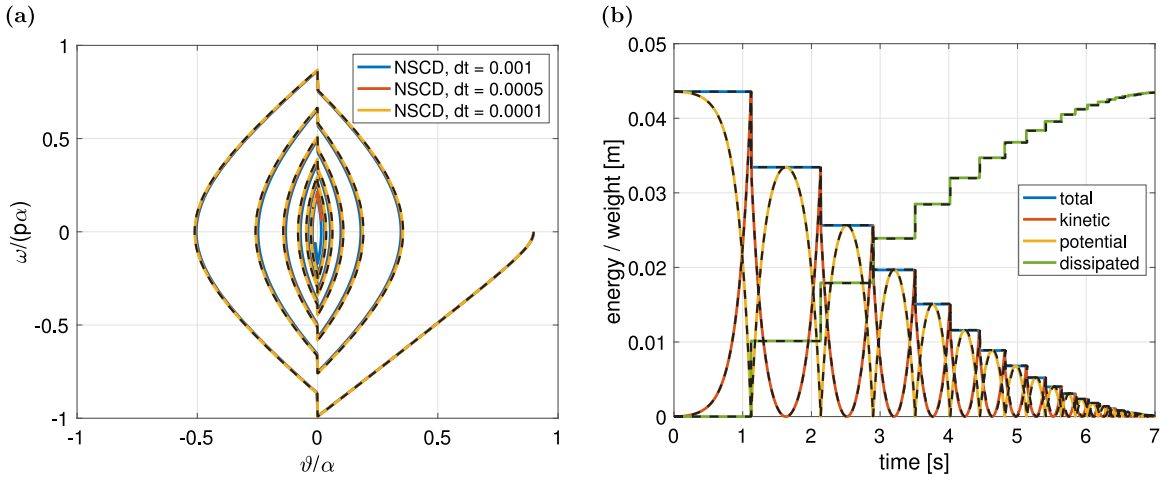 (a)
1
0.5
0
-0.5
-1
-1
-0.5
0
0.5
1
ω/(pα)
ϑ/α
NSCD, dt = 0.001
NSCD, dt = 0.0005
NSCD, dt = 0.0001
(b)
0.05
0.04
0.03
0.02
0.01
0
0
1
2
3
4
5
6
7
energy / weight [m]
time [s]
total
kinetic
potential
dissipated